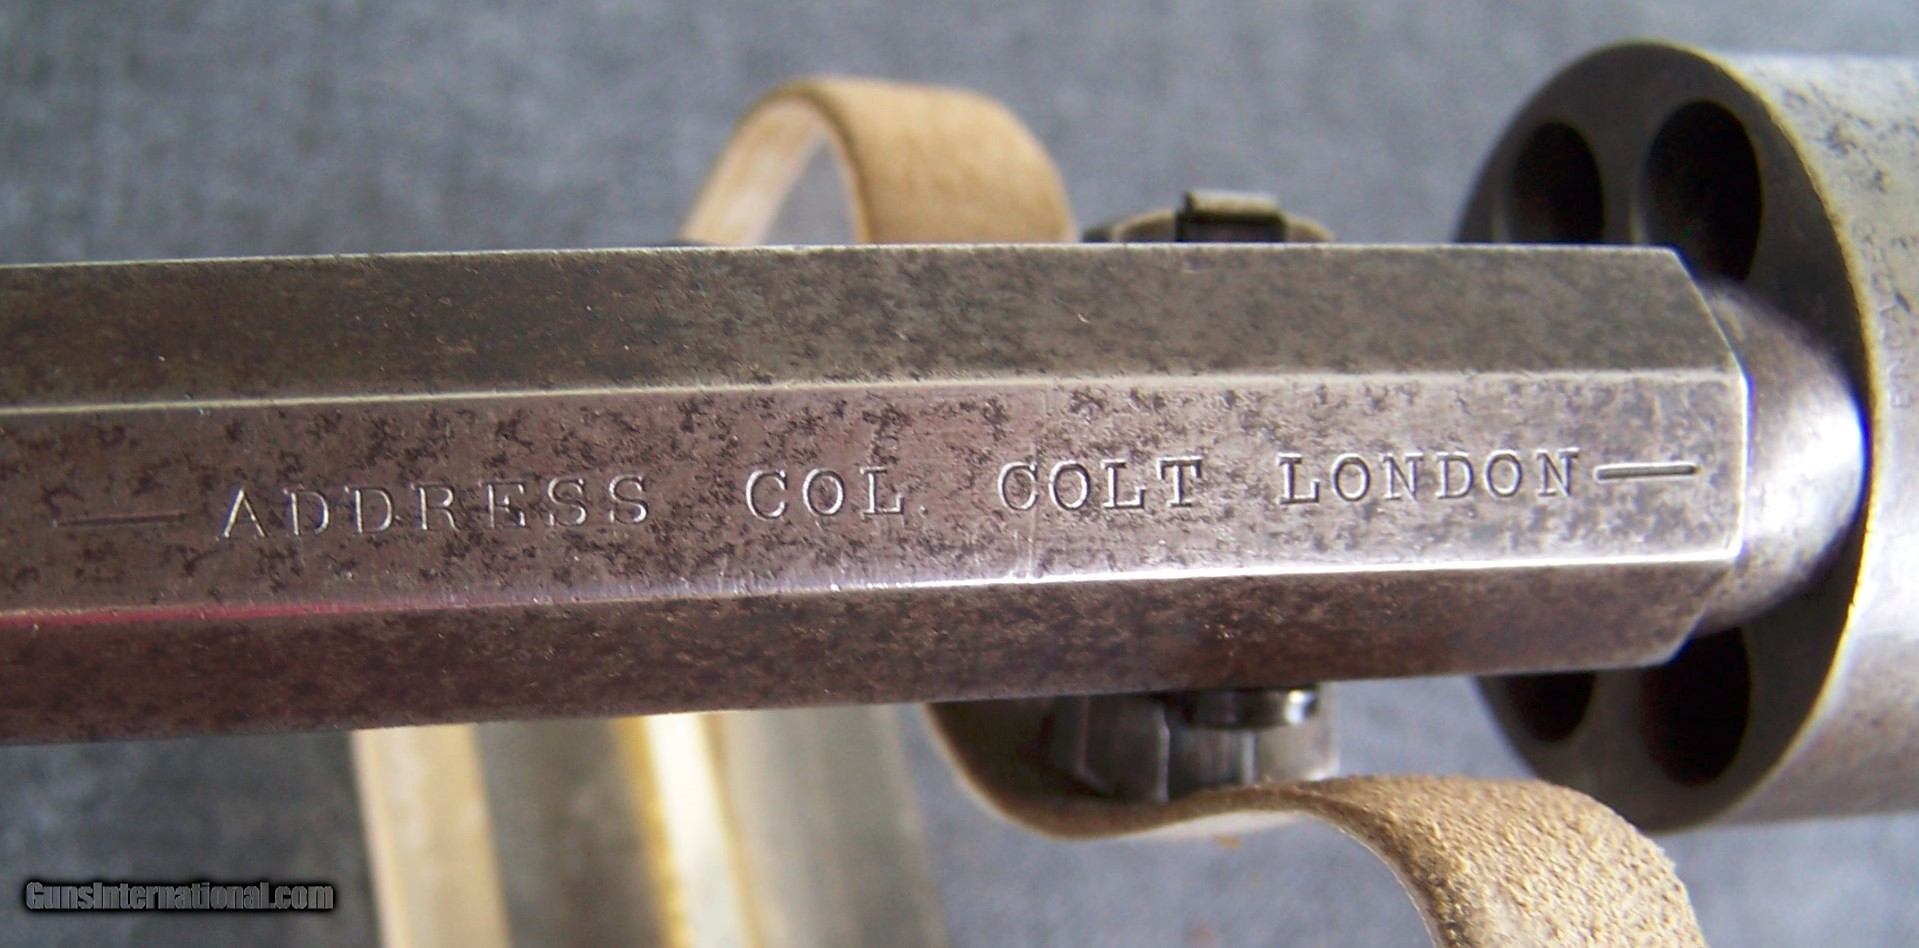 — ADDRESS COL. COLT LONDON —
GunsInternational.com